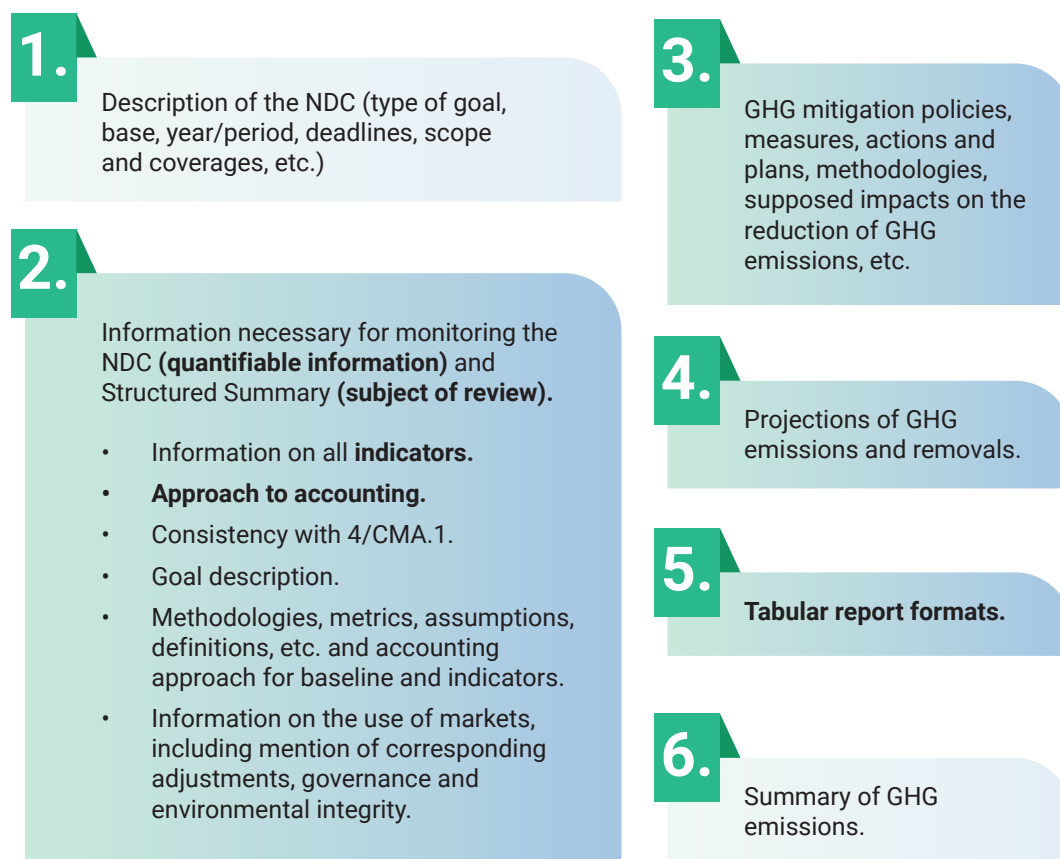 1.
Description of the NDC (type of goal,
base, year/period, deadlines, scope
and coverages, etc.)
2.
Information necessary for monitoring the
NDC (quantifiable information) and
Structured Summary (subject of review).
• Information on all indicators.
• Approach to accounting.
• Consistency with 4/CMA.1.
• Goal description.
• Methodologies, metrics, assumptions,
definitions, etc. and accounting
approach for baseline and indicators.
• Information on the use of markets,
including mention of corresponding
adjustments, governance and
environmental integrity.
3.
GHG mitigation policies,
measures, actions and
plans, methodologies,
supposed impacts on the
reduction of GHG
emissions, etc.
4.
Projections of GHG
emissions and removals.
5.
Tabular report formats.
6.
Summary of GHG
emissions.